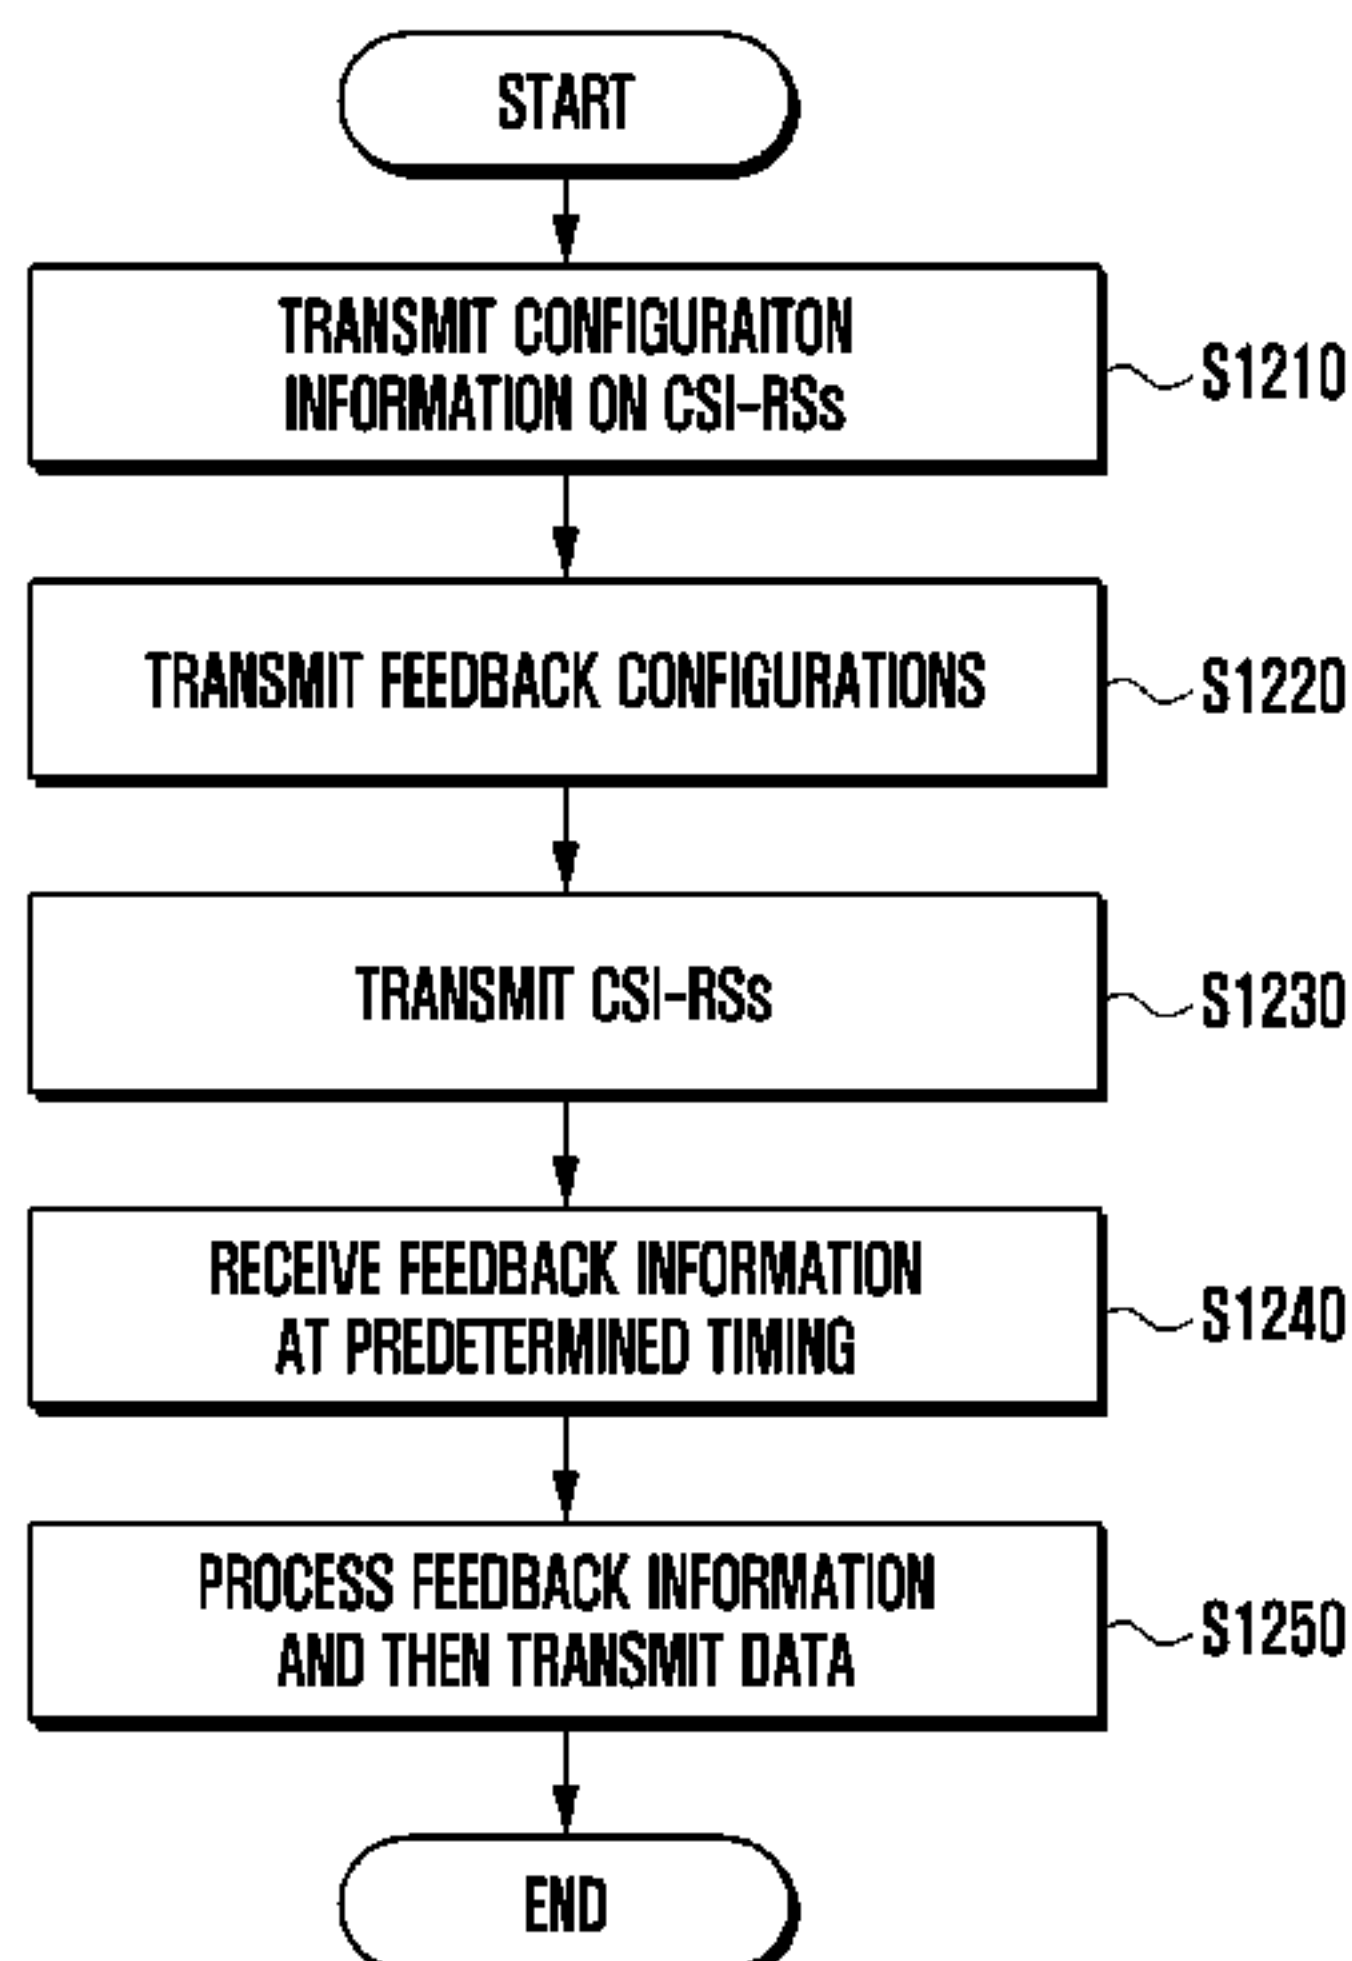 START
TRANSMIT CONFIGURAITON
INFORMATION ON CSI-RSs
S1210
TRANSMIT FEEDBACK CONFIGURATIONS
S1220
TRANSMIT CSI-RSs
S1230
RECEIVE FEEDBACK INFORMATION
AT PREDETERMINED TIMING
S1240
PROCESS FEEDBACK INFORMATION
AND THEN TRANSMIT DATA
S1250
END